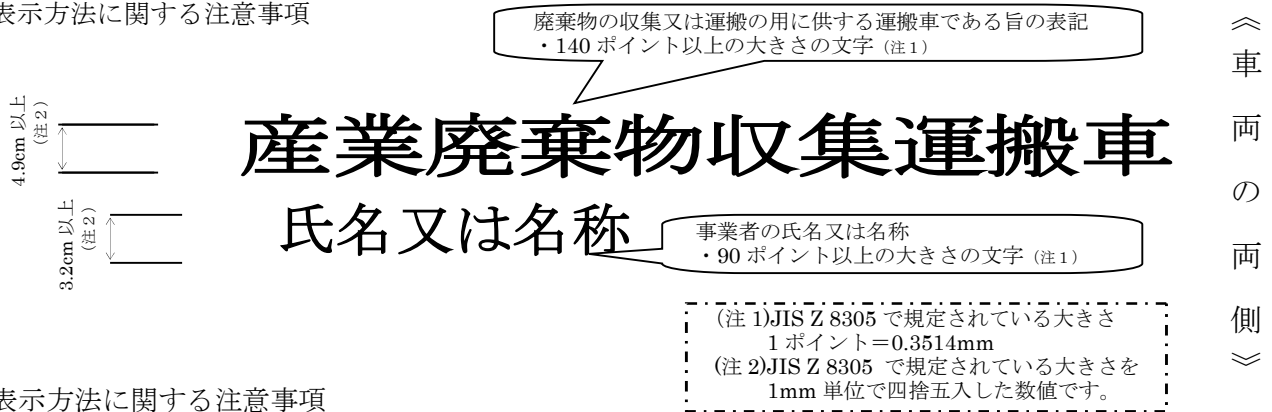 表示方法に関する注意事項
廃棄物の収集又は運搬の用に供する運搬車である旨の表記
・140 ポイント以上の大きさの文字（注１）
4.9cm 以上
（注２）
産業廃棄物収集運搬車
3.2cm 以上
（注２）
氏名又は名称
事業者の氏名又は名称
・90 ポイント以上の大きさの文字（注１）
(注 1)JIS Z 8305 で規定されている大きさ
1 ポイント＝0.3514mm
(注 2)JIS Z 8305 で規定されている大きさを
1mm 単位で四捨五入した数値です。
≪車両の両側≫
表示方法に関する注意事項